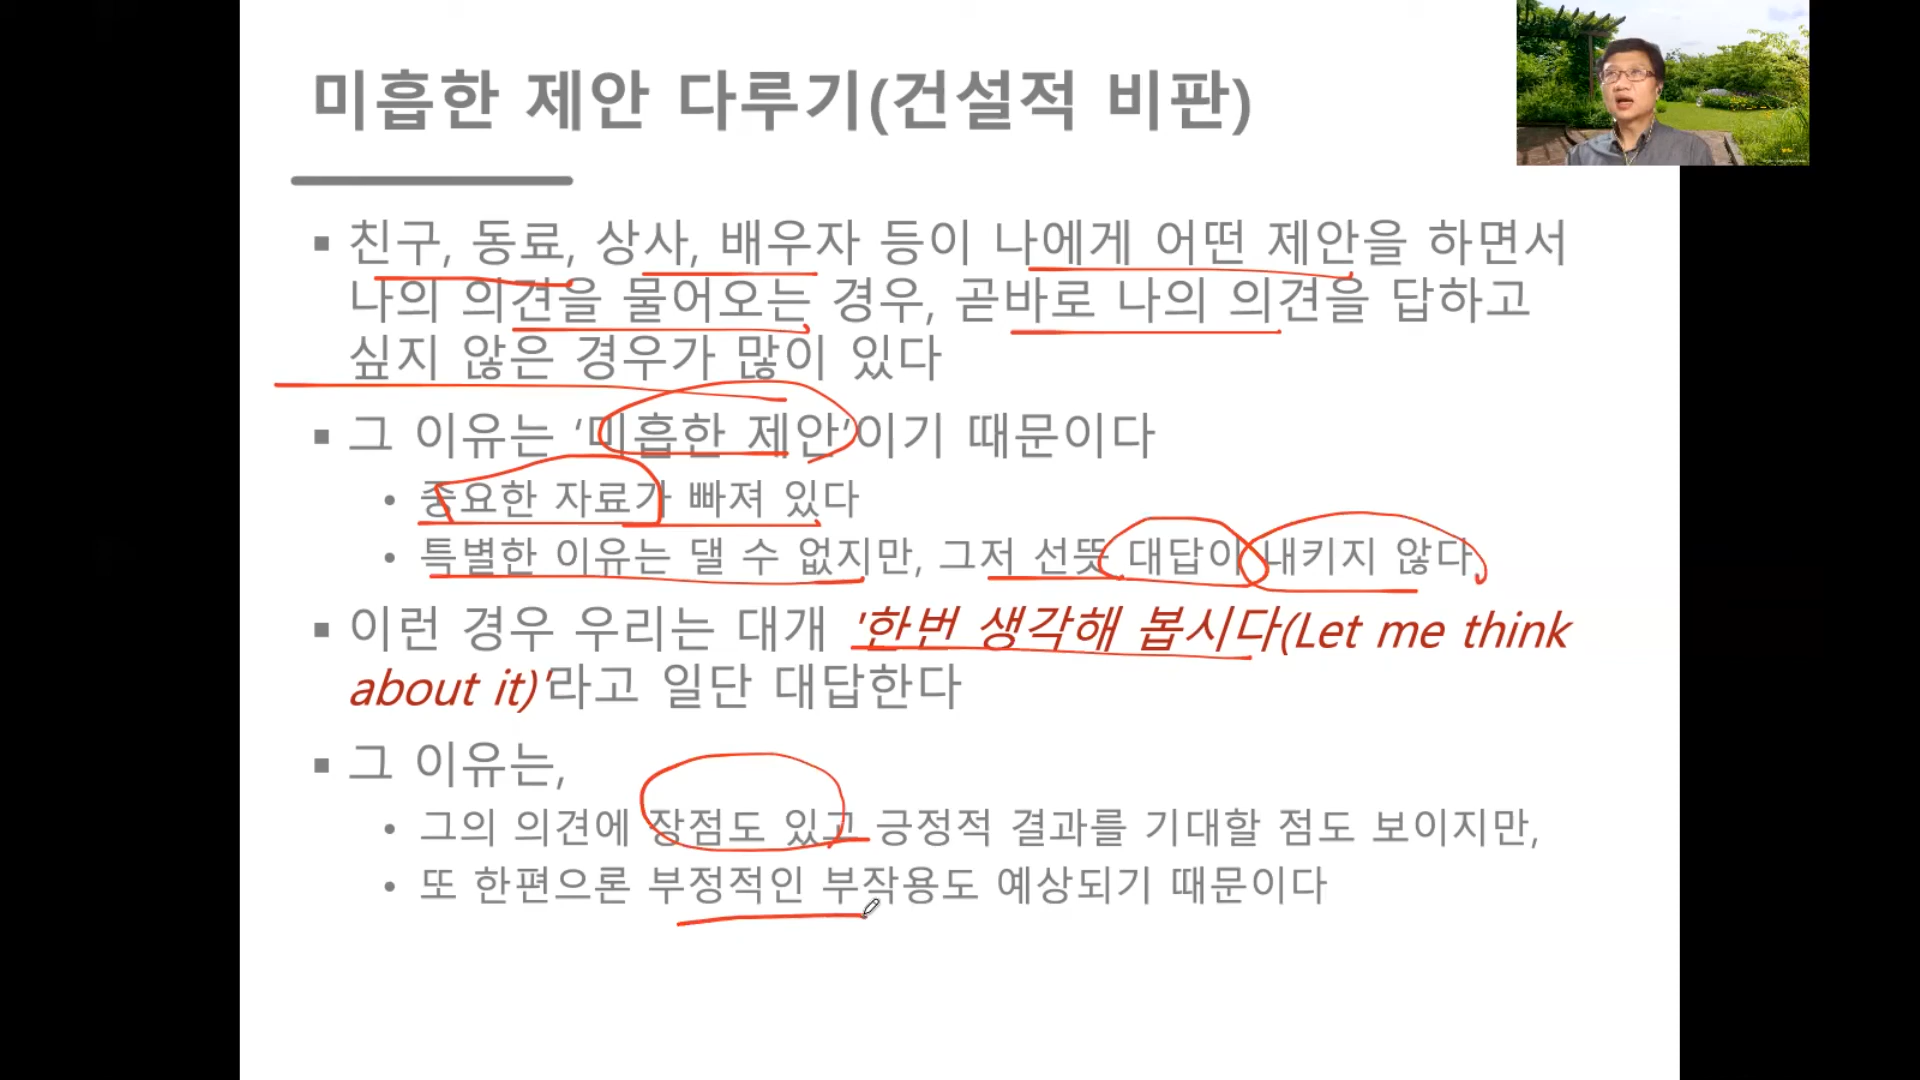 미흡한 제안 다루기(건설적 비판)
▪ 친구, 동료, 상사, 배우자 등이 나에게 어떤 제안을 하면서
나의 의견을 물어오는 경우, 곧바로 나의 의견을 답하고
싶지 않은 경우가 많이 있다
▪ 그 이유는 ‘미흡한 제안’이기 때문이다
• 중요한 자료가 빠져 있다
• 특별한 이유는 댈 수 없지만, 그저 선뜻 대답이 내키지 않다
▪ 이런 경우 우리는 대개 '한번 생각해 봅시다(Let me think
about it)'라고 일단 대답한다
▪ 그 이유는,
• 그의 의견에 장점도 있고 긍정적 결과를 기대할 점도 보이지만,
• 또 한편으론 부정적인 부작용도 예상되기 때문이다